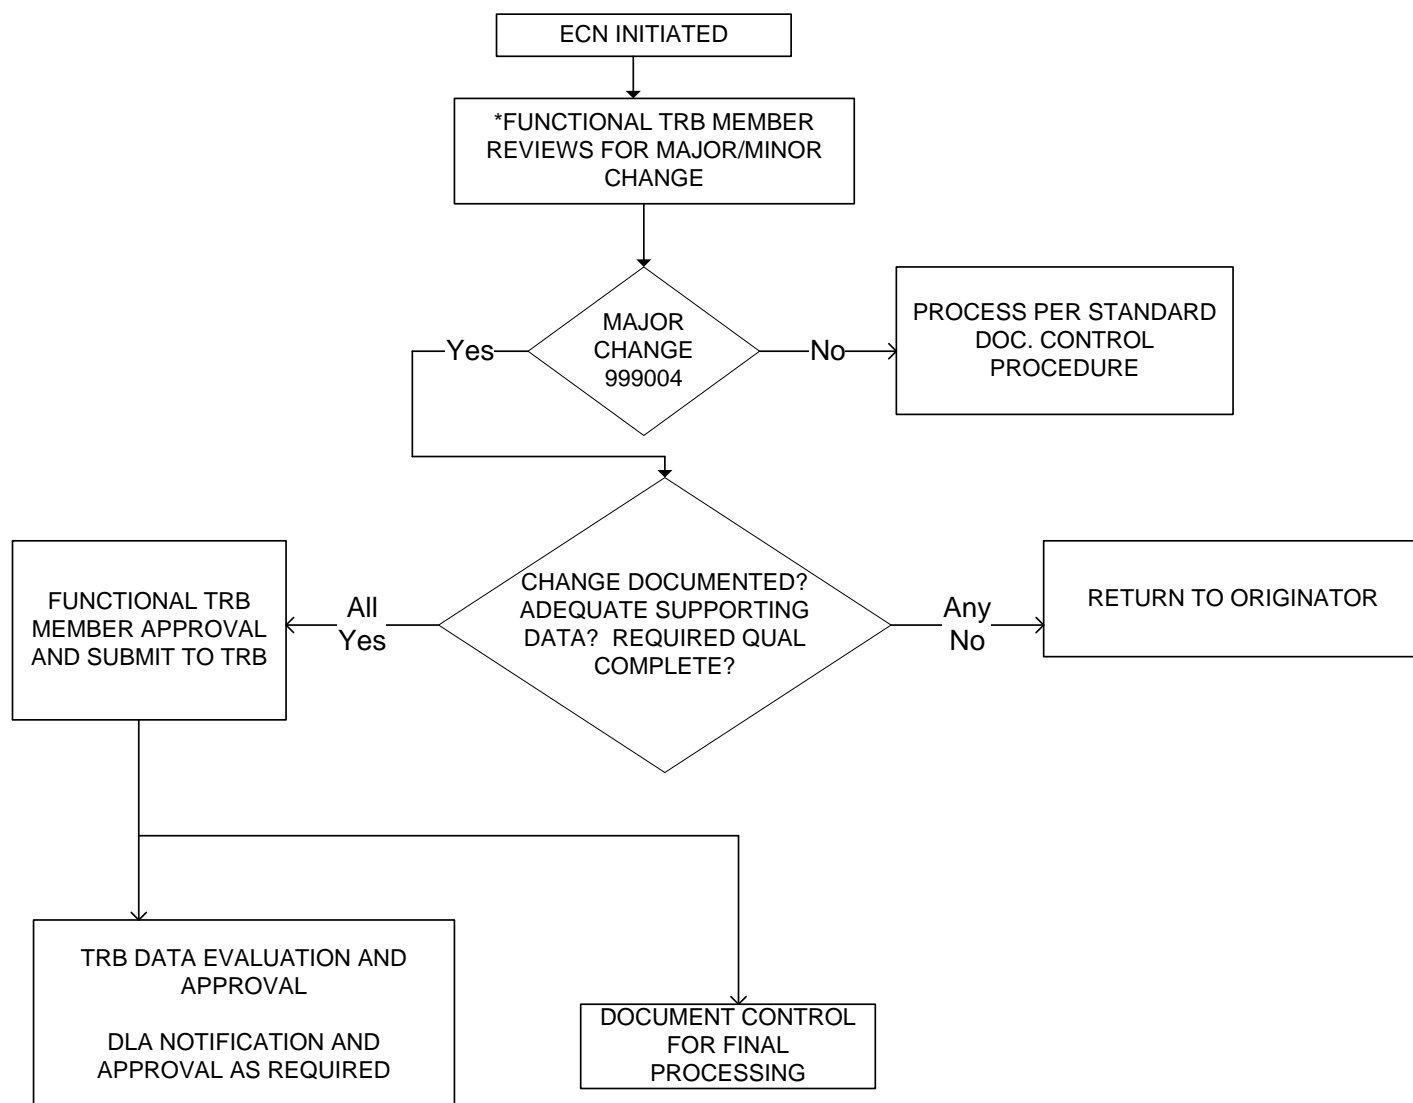 ECN INITIATED
*FUNCTIONAL TRB MEMBER
REVIEWS FOR MAJOR/MINOR
CHANGE
MAJOR
CHANGE
999004
Yes
No
PROCESS PER STANDARD
DOC. CONTROL
PROCEDURE
CHANGE DOCUMENTED?
ADEQUATE SUPPORTING
DATA?  REQUIRED QUAL
COMPLETE?
All
Yes
Any
No
FUNCTIONAL TRB
MEMBER APPROVAL
AND SUBMIT TO TRB
RETURN TO ORIGINATOR
TRB DATA EVALUATION AND
APPROVAL
DLA NOTIFICATION AND
APPROVAL AS REQUIRED
DOCUMENT CONTROL
FOR FINAL
PROCESSING